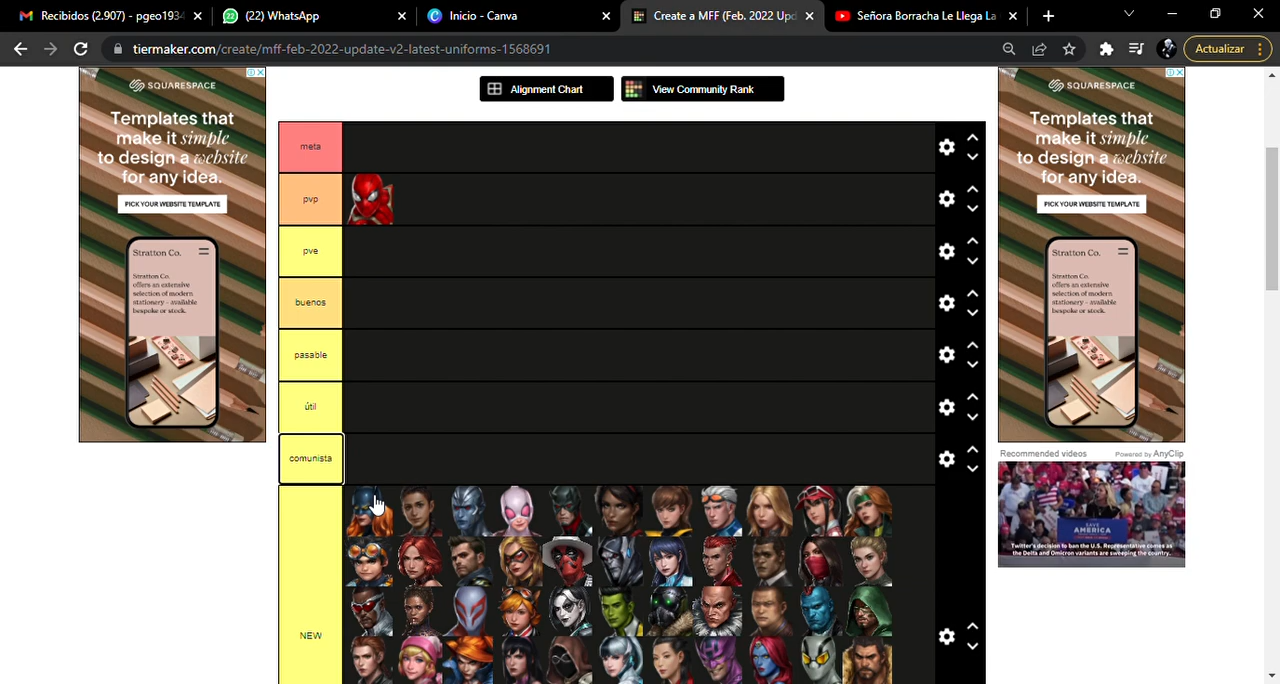 Recibidos (2.907) - pgeo1934
(22) WhatsApp
Inicio - Canva
Create a MFF (Feb. 2022 Upd
Señora Borracha Le Llega La
tiermaker.com/create/mff-feb-2022-update-v2-latest-uniforms-1568691
Actualizar
SQUARESPACE
Templates that
make it simple
to design a website
for any idea.
PICK YOUR WEBSITE TEMPLATE
Stratton Co.
Stratton Co.
offers an extensive
selection of modern
stationery - available
bespoke or stock.
Alignment Chart
View Community Rank
meta
pvp
pve
buenos
pasable
útil
comunista
NEW
SQUARESPACE
Templates that
make it simple
to design a website
for any idea.
PICK YOUR WEBSITE TEMPLATE
Stratton Co.
Stratton Co.
offers an extensive
selection of modern
stationery - available
bespoke or stock.
Recommended videos
Powered by AnyClip
SAVE
AMERICA
Twitter's decision to ban the U.S. Representative comes as
the Delta and Omicron variants are sweeping the country.